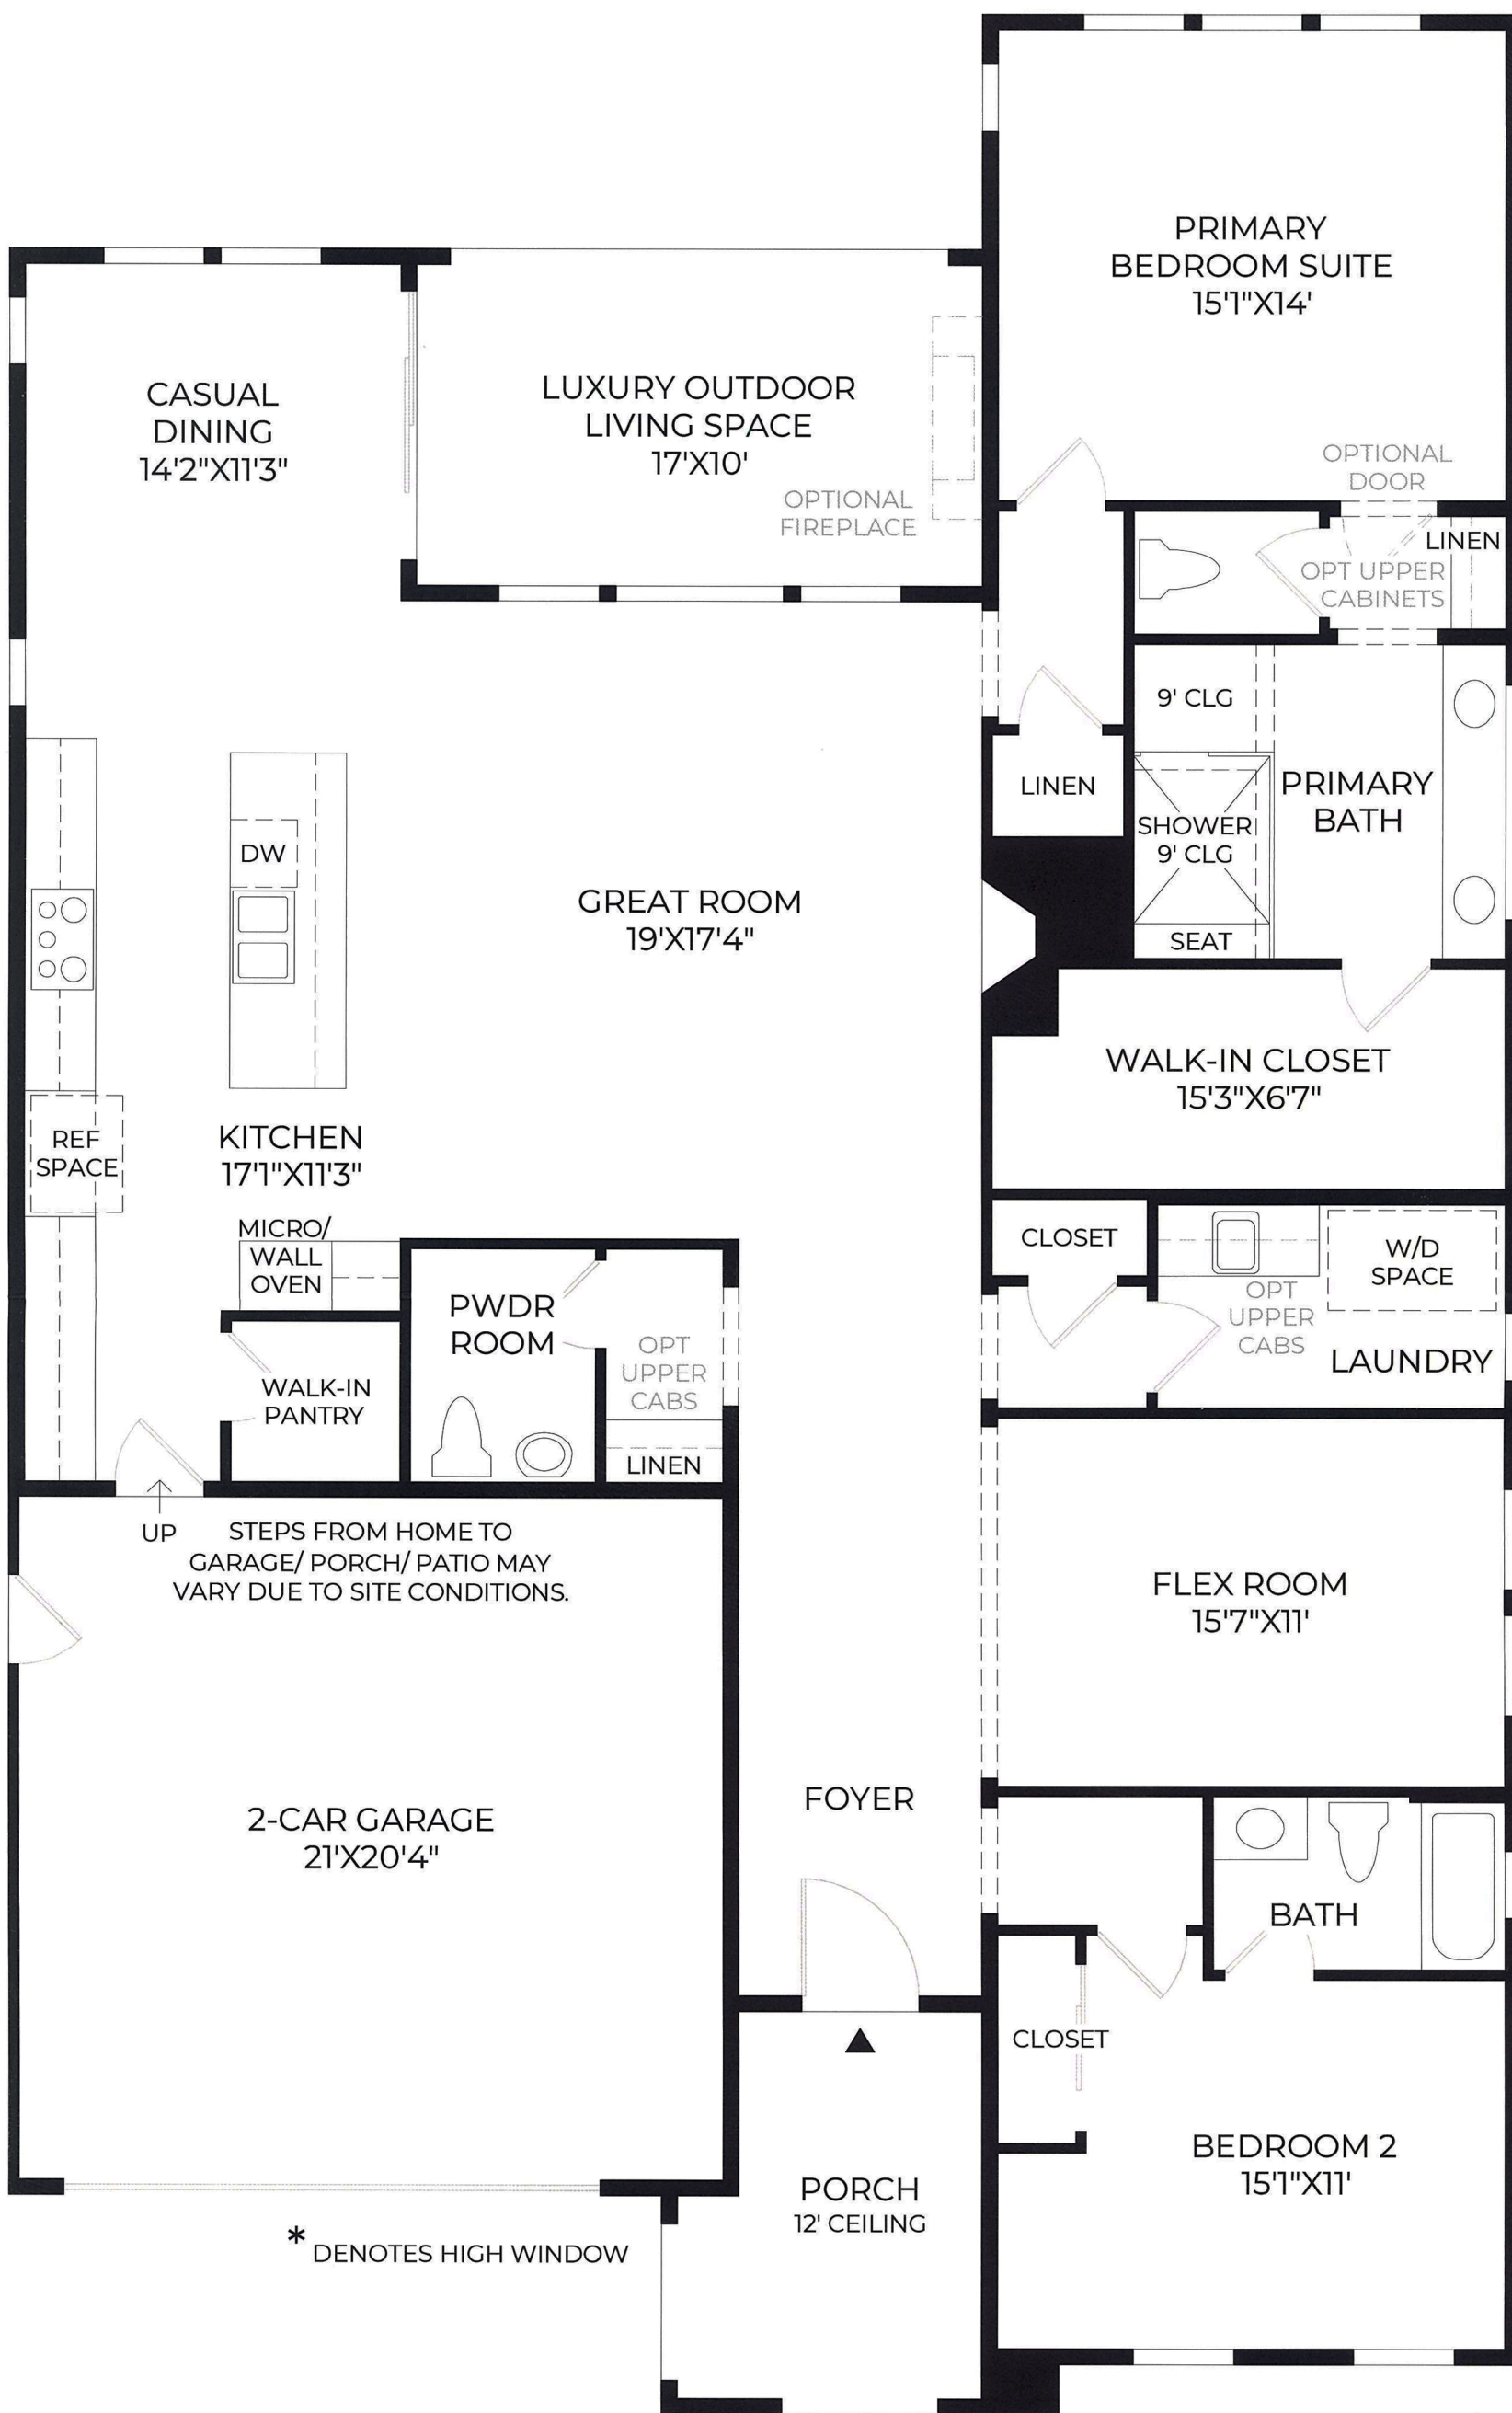 PRIMARY
BEDROOM SUITE
15'1"X14'
CASUAL
DINING
14'2"X11'3"
LUXURY OUTDOOR
LIVING SPACE
17'X10'
OPTIONAL
FIREPLACE
OPTIONAL
DOOR
LINEN
OPT UPPER
CABINETS
9' CLG
LINEN
PRIMARY
BATH
SHOWER
9' CLG
SEAT
DW
GREAT ROOM
19'X17'4"
WALK-IN CLOSET
15'3"X6'7"
REF
SPACE
KITCHEN
17'1"X11'3"
MICRO/
WALL
OVEN
CLOSET
W/D
SPACE
OPT
UPPER
CABS
LAUNDRY
PWDR
ROOM
OPT
UPPER
CABS
WALK-IN
PANTRY
LINEN
UP
STEPS FROM HOME TO
GARAGE/ PORCH/ PATIO MAY
VARY DUE TO SITE CONDITIONS.
FLEX ROOM
15'7"X11'
2-CAR GARAGE
21'X20'4"
FOYER
BATH
CLOSET
BEDROOM 2
15'1"X11'
PORCH
12' CEILING
* DENOTES HIGH WINDOW